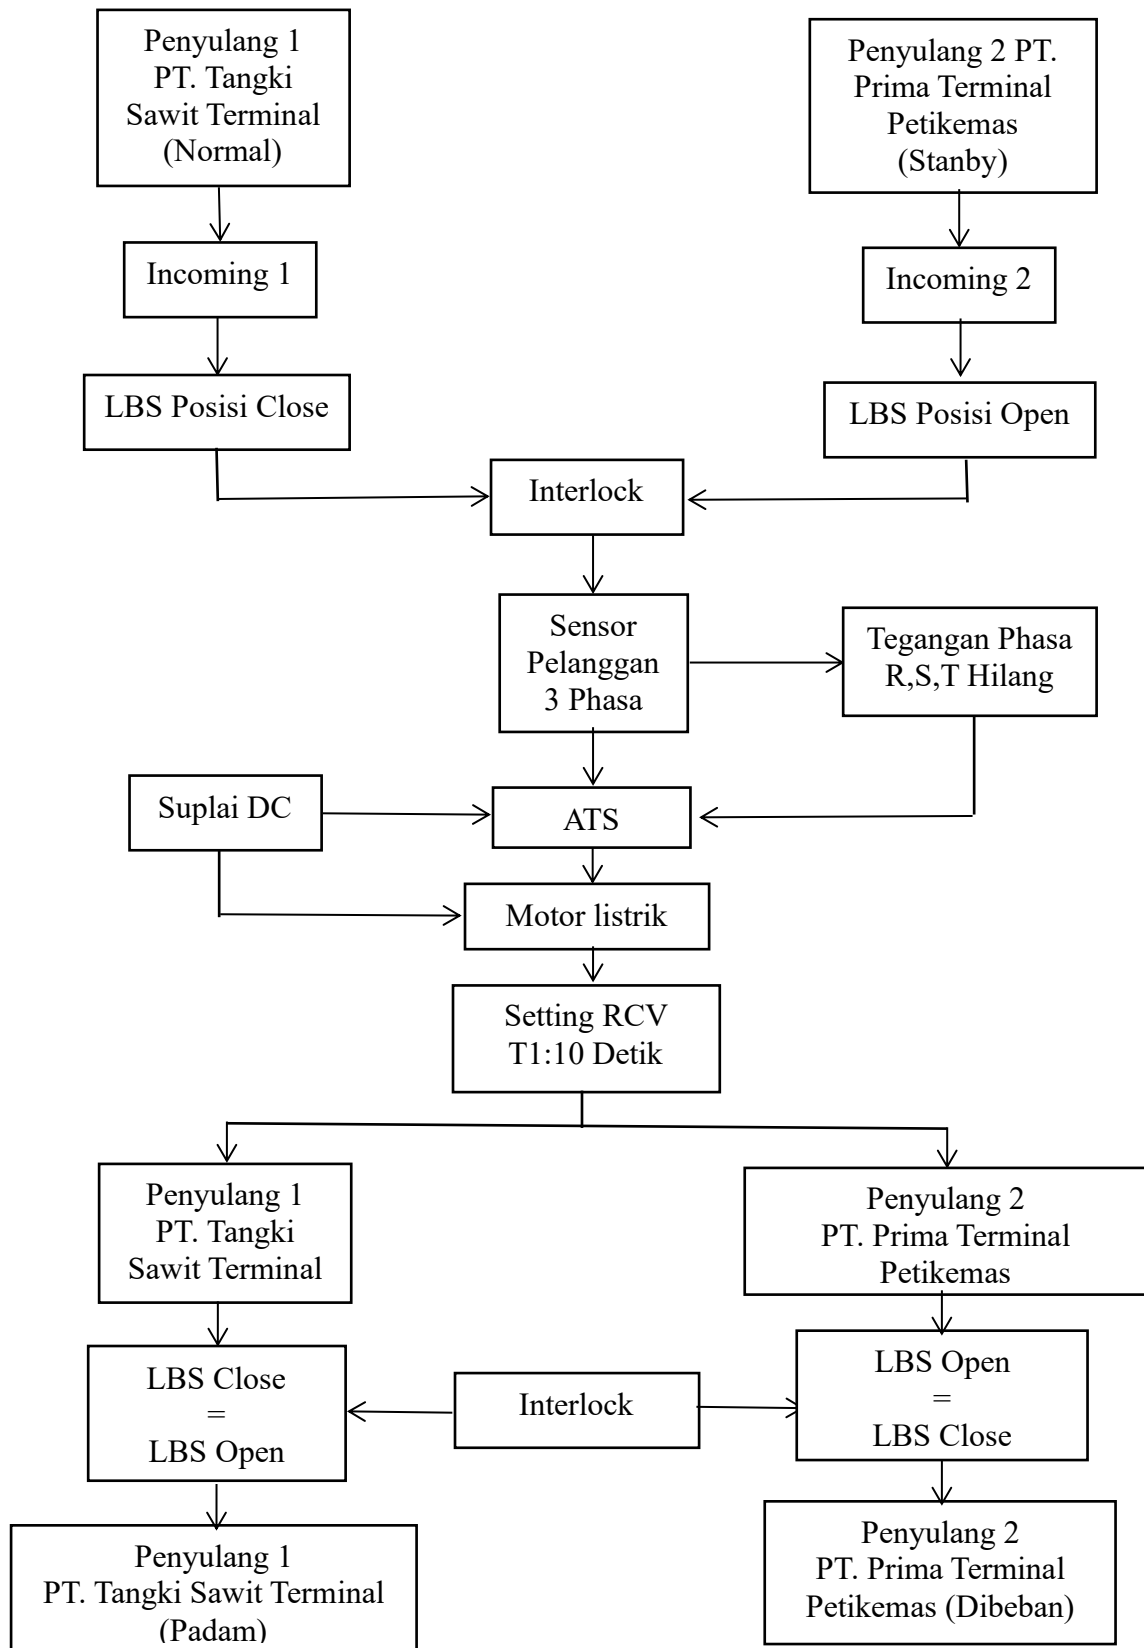 Penyulang 1
PT. Tangki
Sawit Terminal
(Normal)
Penyulang 2 PT.
Prima Terminal
Petikemas
(Stanby)
Incoming 1
Incoming 2
LBS Posisi Close
LBS Posisi Open
Interlock
Sensor
Pelanggan
3 Phasa
Tegangan Phasa
R,S,T Hilang
Suplai DC
ATS
Motor listrik
Setting RCV
T1:10 Detik
Penyulang 1
PT. Tangki
Sawit Terminal
Penyulang 2
PT. Prima Terminal
Petikemas
LBS Close
=
LBS Open
Interlock
LBS Open
=
LBS Close
Penyulang 1
PT. Tangki Sawit Terminal
(Padam)
Penyulang 2
PT. Prima Terminal
Petikemas (Dibeban)